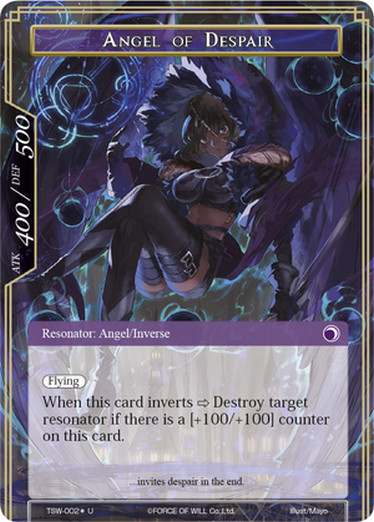 ANGEL OF DESPAIR
ATK 400 / DEF 500
Resonator: Angel/Inverse
Flying
When this card inverts ⇨ Destroy target
resonator if there is a [+100/+100] counter
on this card.
...invites despair in the end.
TSW-002✦ U ©FORCE OF WILL Co.,Ltd. Illust/Mayo